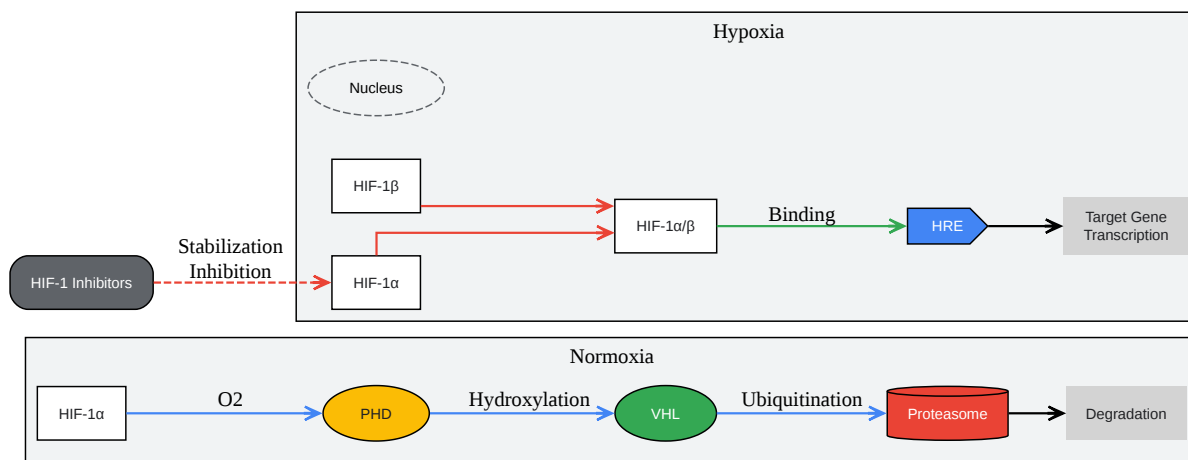 Hypoxia
Nucleus
HIF-1β
HIF-1α/β
Binding
HRE
Target Gene
Transcription
Stabilization
Inhibition
HIF-1 Inhibitors
HIF-1α
Normoxia
HIF-1α
O2
PHD
Hydroxylation
VHL
Ubiquitination
Proteasome
Degradation